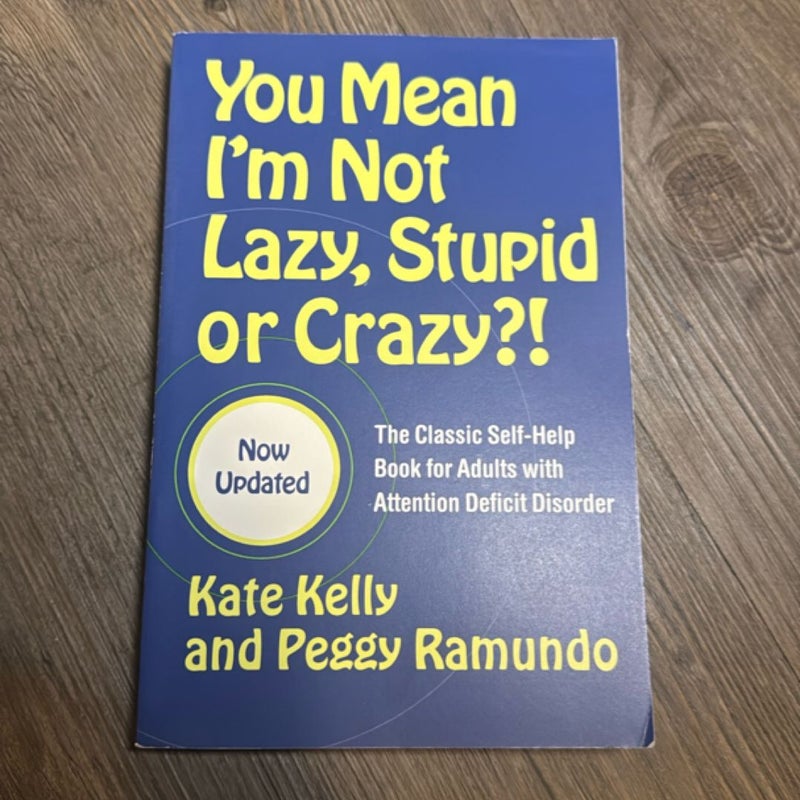 You Mean
I'm Not
Lazy, Stupid
or Crazy?!
Now
Updated
The Classic Self-Help
Book for Adults with
Attention Deficit Disorder
Kate Kelly
and Peggy Ramundo